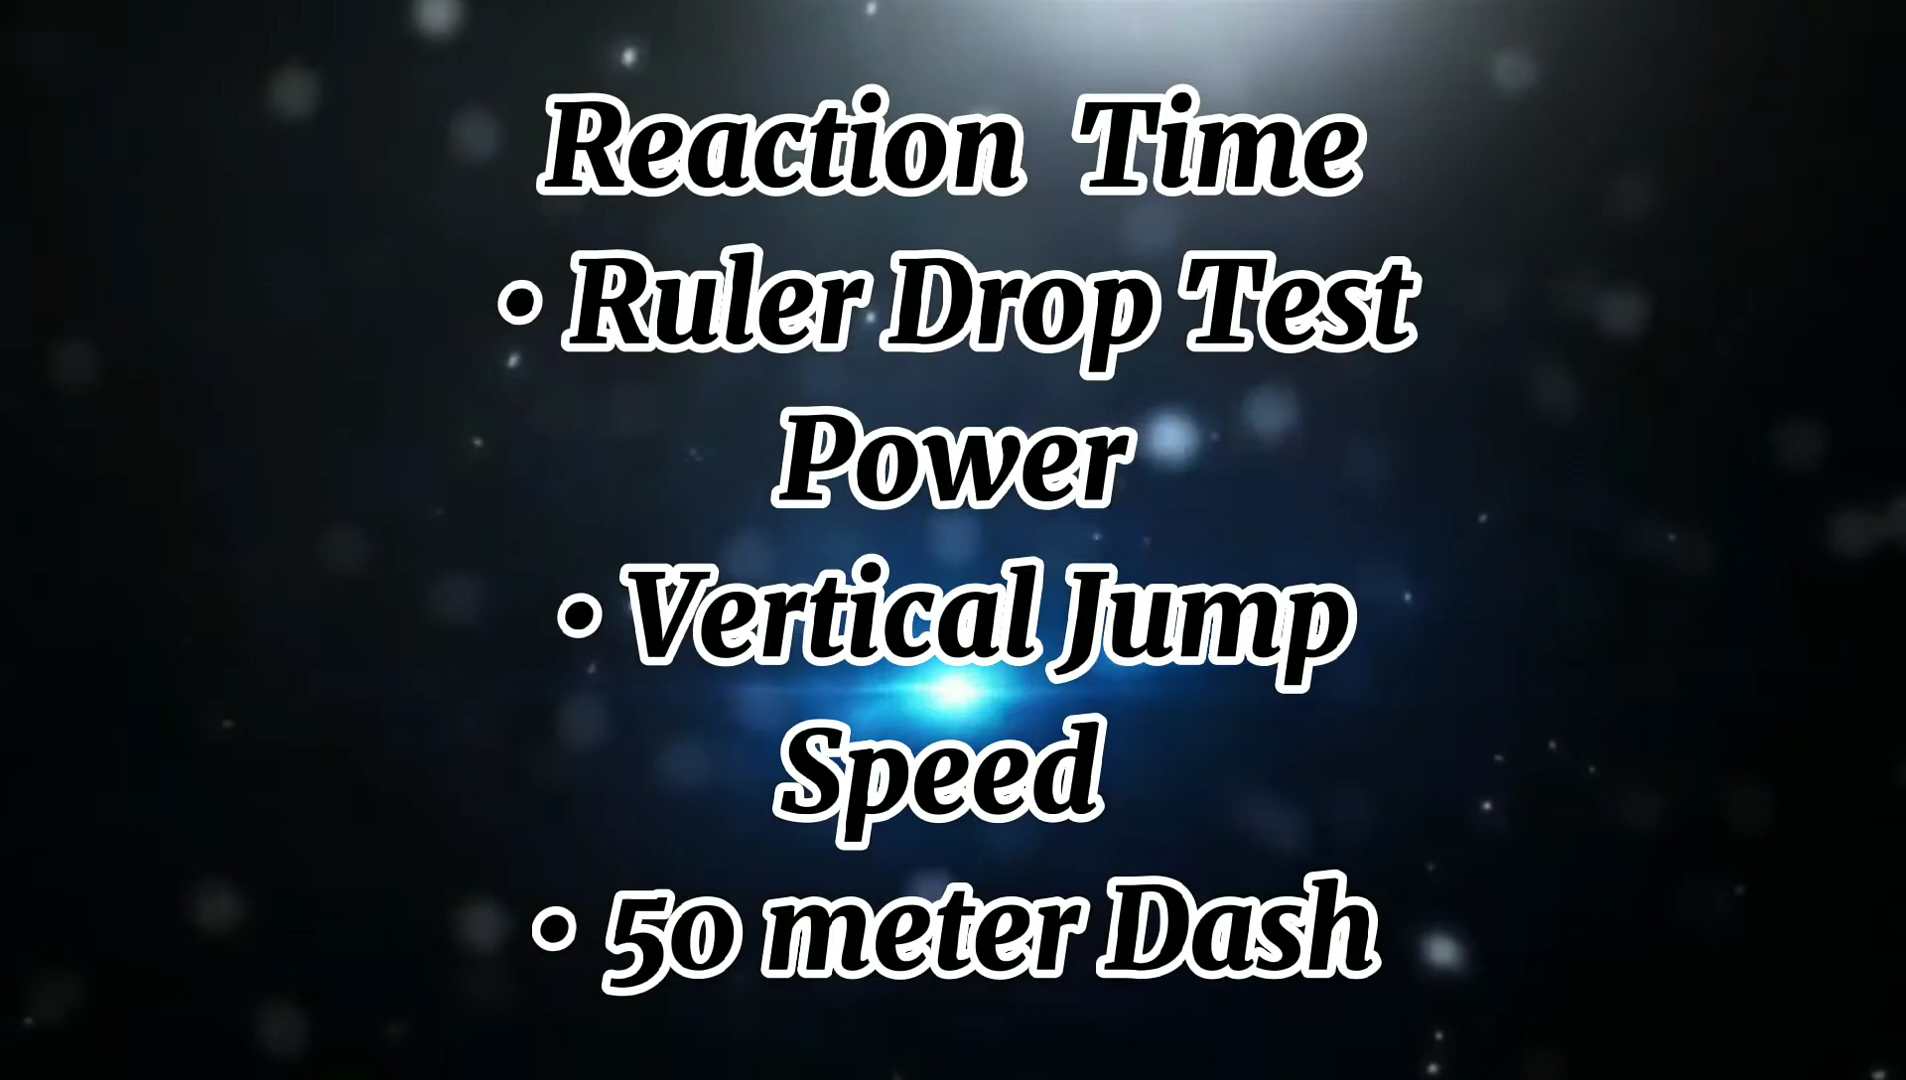 Reaction Time
• Ruler Drop Test
Power
• Vertical Jump
Speed
• 50 meter Dash